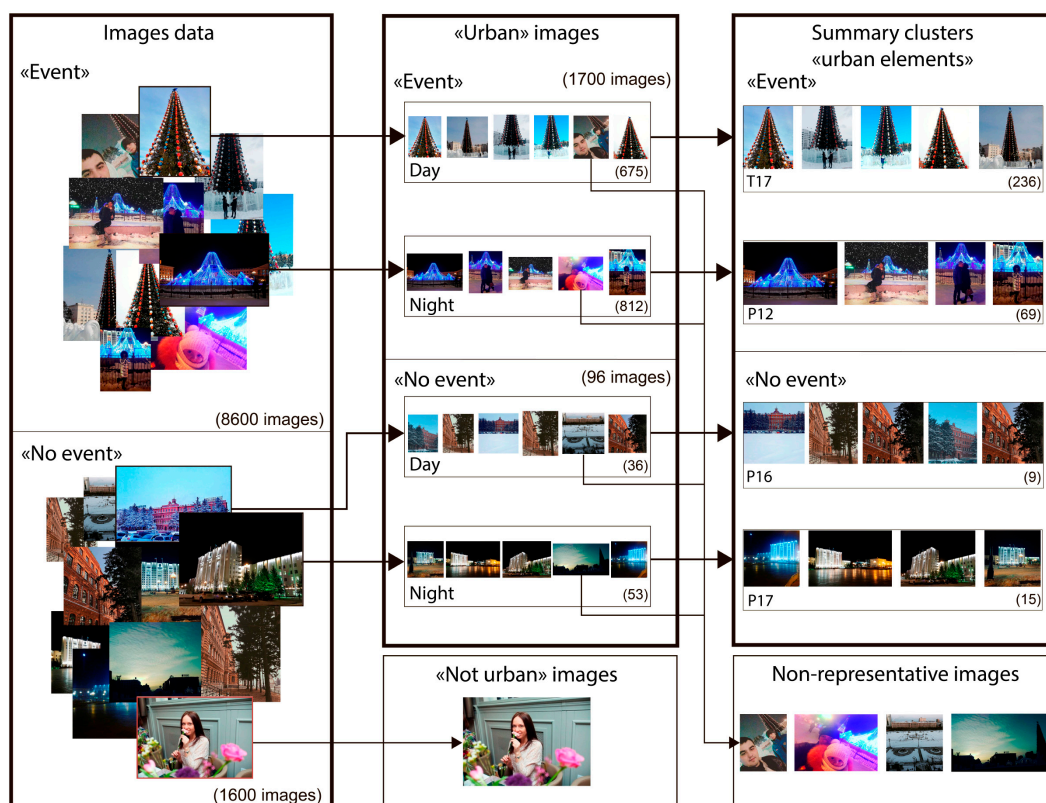 Images data
«Event»
(8600 images)
«No event»
(1600 images)
«Urban» images
(1700 images)
«Event»
Day
(675)
Night
(812)
«No event»
(96 images)
Day
(36)
Night
(53)
«Not urban» images
Summary clusters
«urban elements»
«Event»
T17
(236)
P12
(69)
«No event»
P16
(9)
P17
(15)
Non-representative images